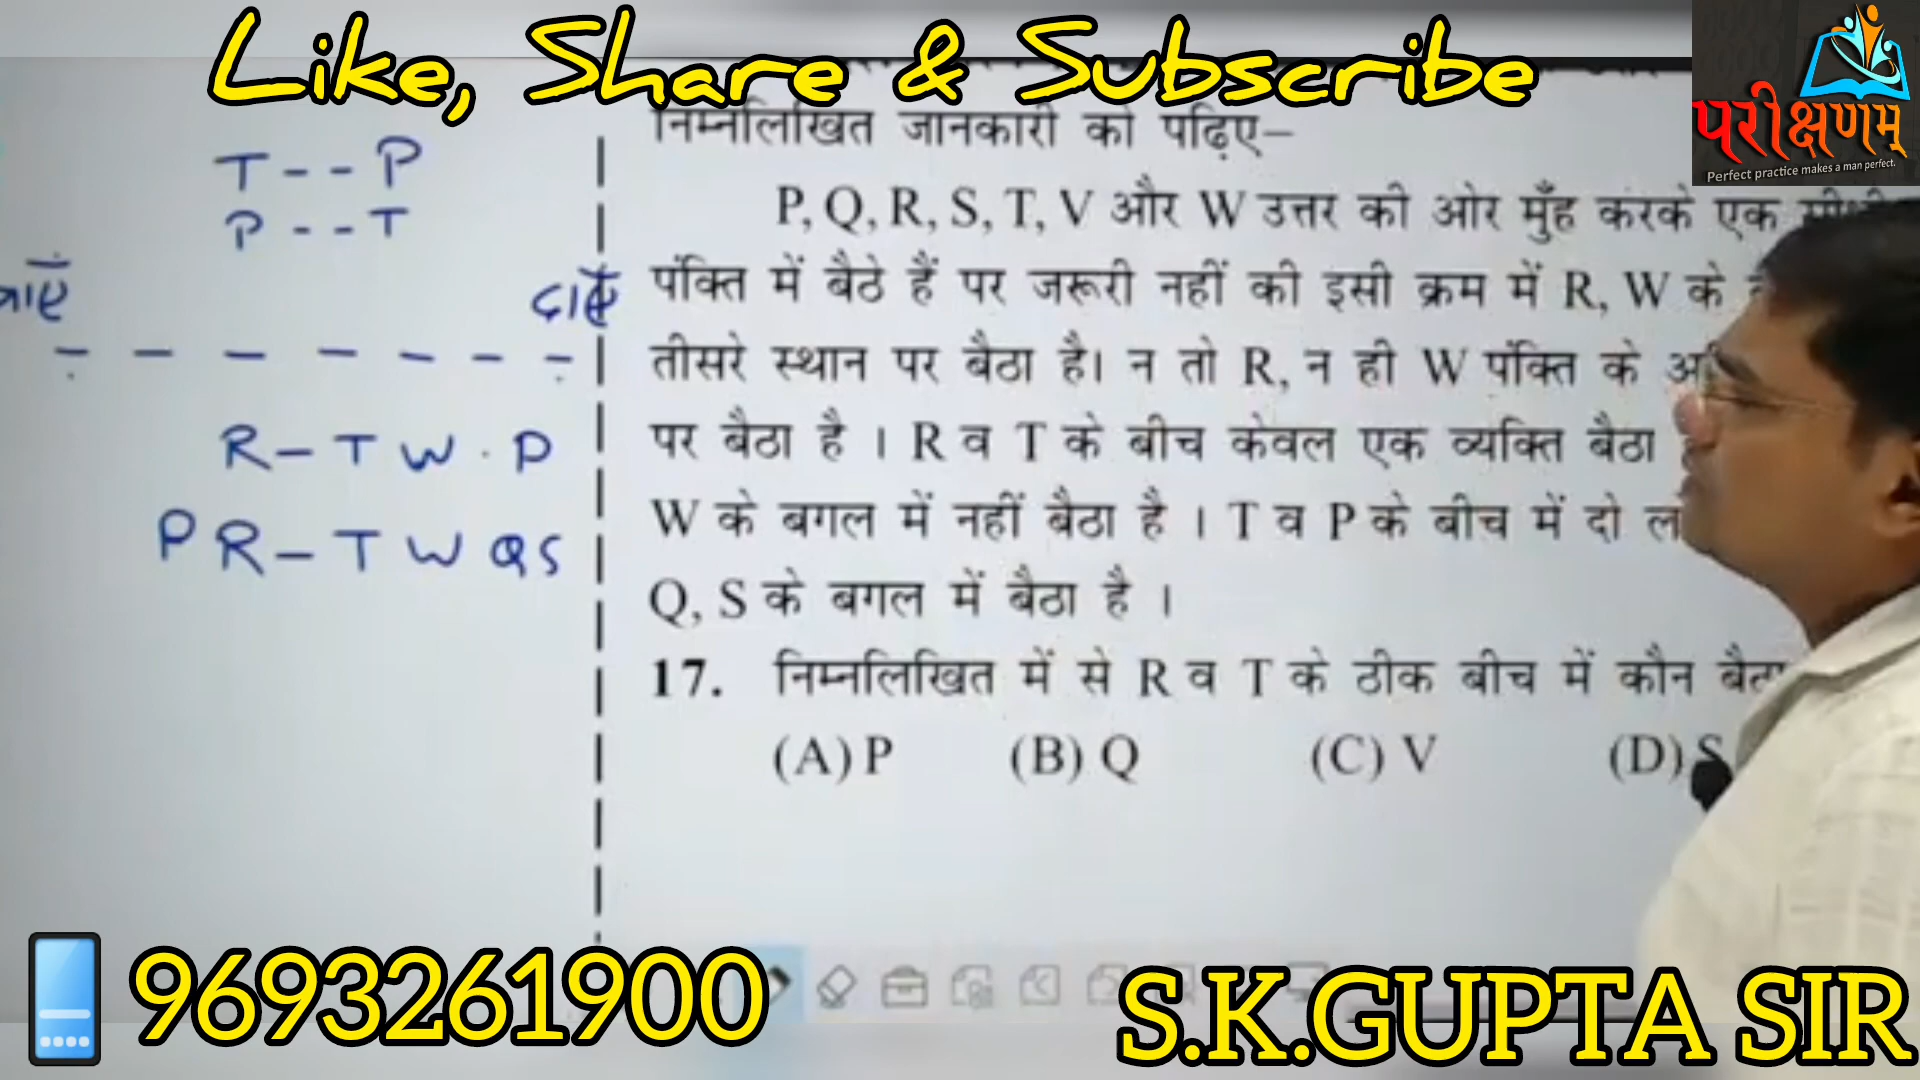 Like, Share & Subscribe
परीक्षणम्
Perfect practice makes a man perfect.
T - - P
P - - T
दाएँ
R - T W . P
P R - T W Q S
निम्नलिखित जानकारी को पढ़िए–
P, Q, R, S, T, V और W उत्तर की ओर मुँह करके एक
पंक्ति में बैठे हैं पर जरूरी नहीं की इसी क्रम में R, W के
तीसरे स्थान पर बैठा है। न तो R, न ही W पंक्ति के
पर बैठा है । R व T के बीच केवल एक व्यक्ति बैठा
W के बगल में नहीं बैठा है । T व P के बीच में दो
Q, S के बगल में बैठा है ।
17. निम्नलिखित में से R व T के ठीक बीच में कौन
(A) P (B) Q (C) V (D) S
9693261900
S.K.GUPTA SIR